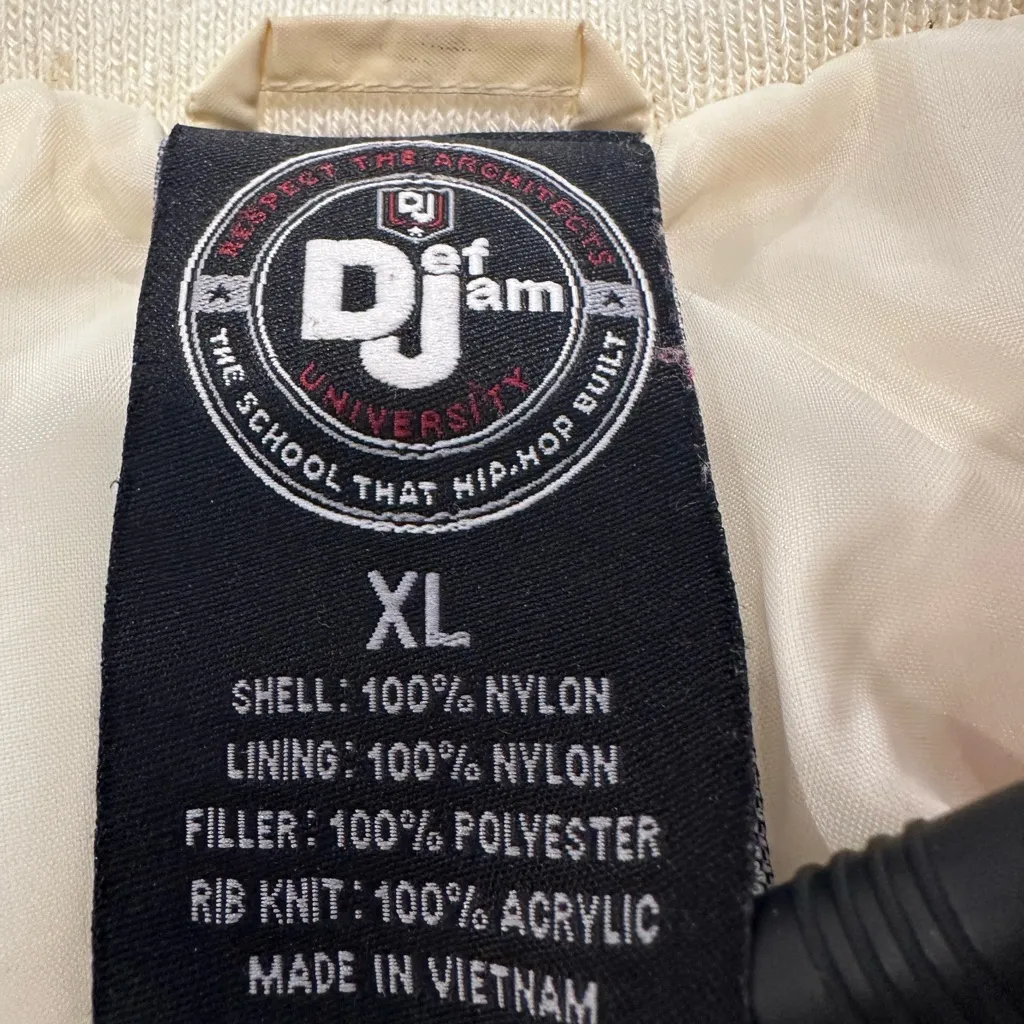 RESPECT THE ARCHITECTS
DJ
Def Jam
UNIVERSITY
THE SCHOOL THAT HIP-HOP BUILT
XL
SHELL: 100% NYLON
LINING: 100% NYLON
FILLER: 100% POLYESTER
RIB KNIT: 100% ACRYLIC
MADE IN VIETNAM